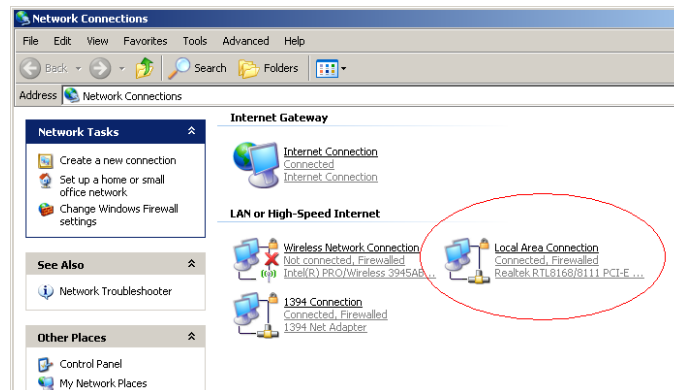 Network Connections
File Edit View Favorites Tools Advanced Help
Back Search Folders
Address Network Connections
Network Tasks
Create a new connection
Set up a home or small
office network
Change Windows Firewall
settings
See Also
Network Troubleshooter
Other Places
Control Panel
My Network Places
Internet Gateway
Internet Connection
Connected
Internet Connection
LAN or High-Speed Internet
Wireless Network Connection
Not connected, Firewalled
Intel(R) PRO/Wireless 3945AB...
Local Area Connection
Connected, Firewalled
Realtek RTL8168/8111 PCI-E ...
1394 Connection
Connected, Firewalled
1394 Net Adapter